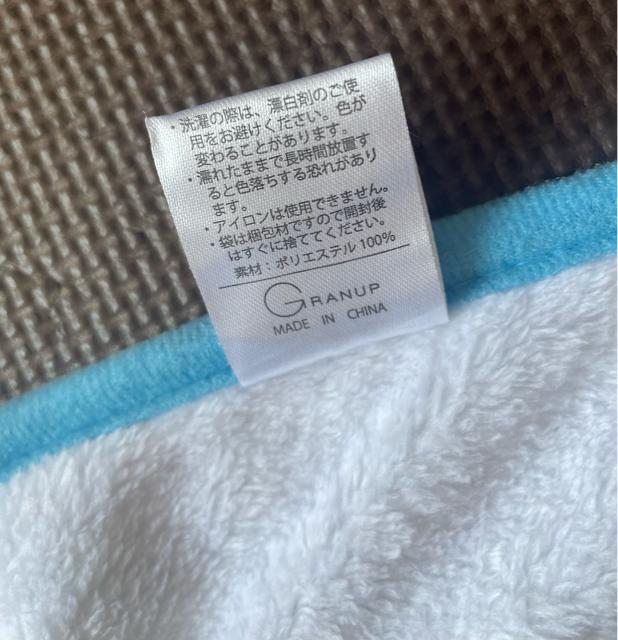 ・洗濯の際は、漂白剤のご使
用をお避けください。色が
変わることがあります。
・濡れたままで長時間放置す
ると色落ちする恐れがあり
ます。
・アイロンは使用できません。
・袋は梱包材ですので開封後
はすぐに捨ててください。
素材：ポリエステル100%
GRANUP
MADE IN CHINA